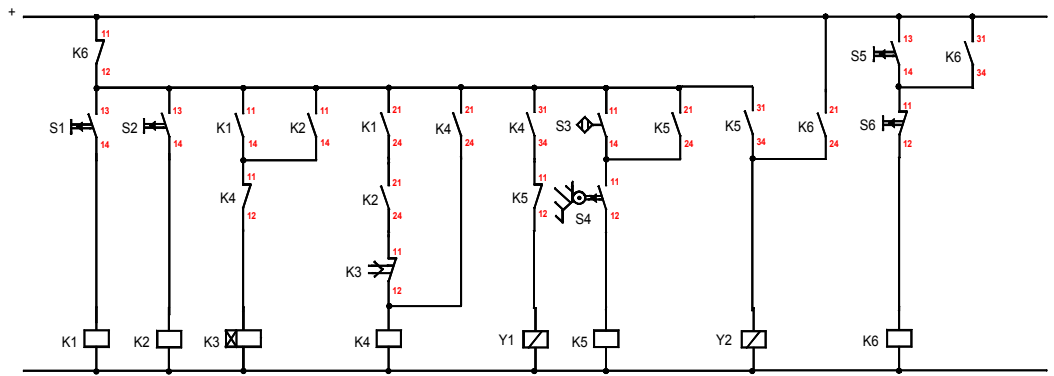 +
11 13 31
K6 S5 K6
12 14 34
13 13 11 11 21 21 31 11 21 31 21 11
S1 S2 K1 K2 K1 K4 K4 S3 K5 K5 K6 S6
14 14 14 14 24 24 34 14 24 34 24 12
11 21 11 11
K4 K2 K5 S4
12 24 12 12
11
K3
12
K1 K2 K3 K4 Y1 K5 Y2 K6